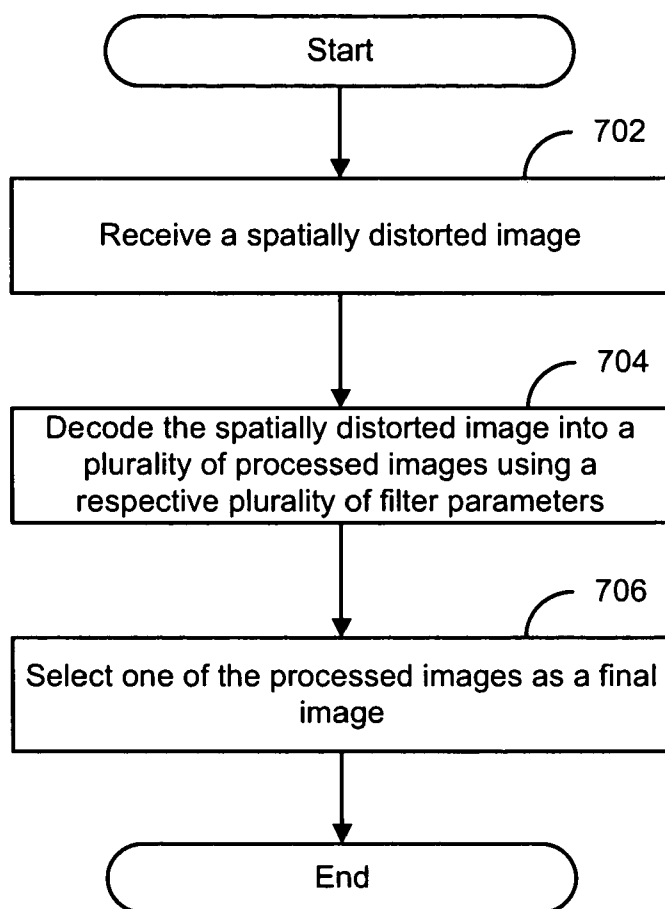 Start
702
Receive a spatially distorted image
704
Decode the spatially distorted image into a
plurality of processed images using a
respective plurality of filter parameters
706
Select one of the processed images as a final
image
End